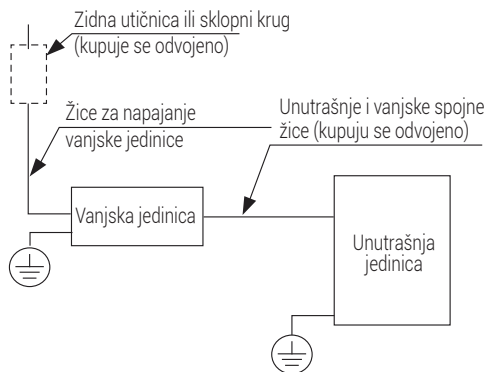 Zidna utičnica ili sklopni krug
(kupuje se odvojeno)
Žice za napajanje
vanjske jedinice
Unutrašnje i vanjske spojne
žice (kupuju se odvojeno)
Vanjska jedinica
Unutrašnja
jedinica